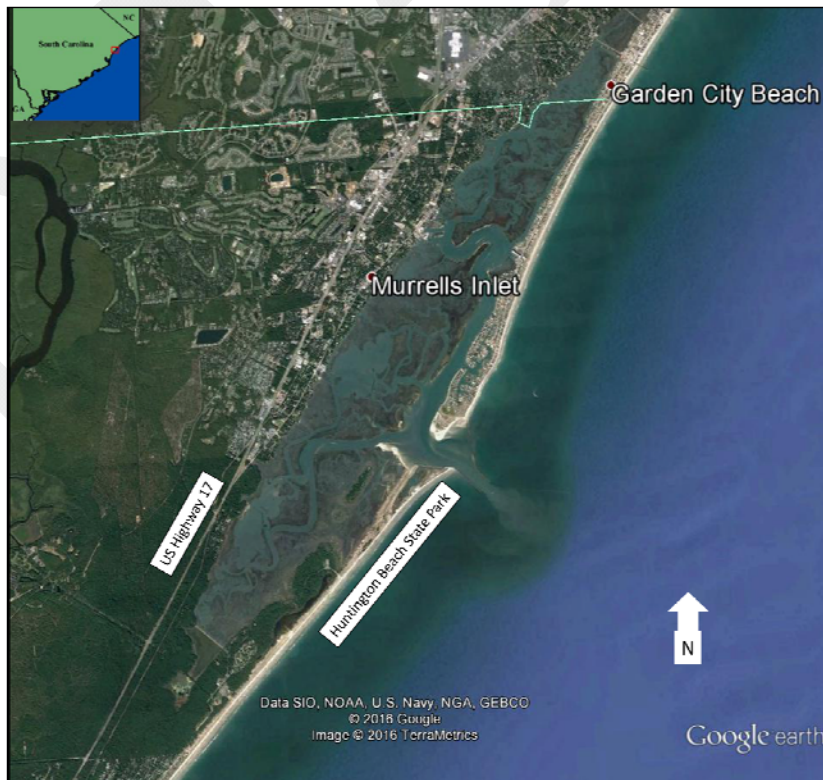 NC
South Carolina
GA
Garden City Beach
Murrells Inlet
US Highway 17
Huntington Beach State Park
N
Data SIO, NOAA, U.S. Navy, NGA, GEBCO
© 2016 Google
Image © 2016 TerraMetrics
Google earth